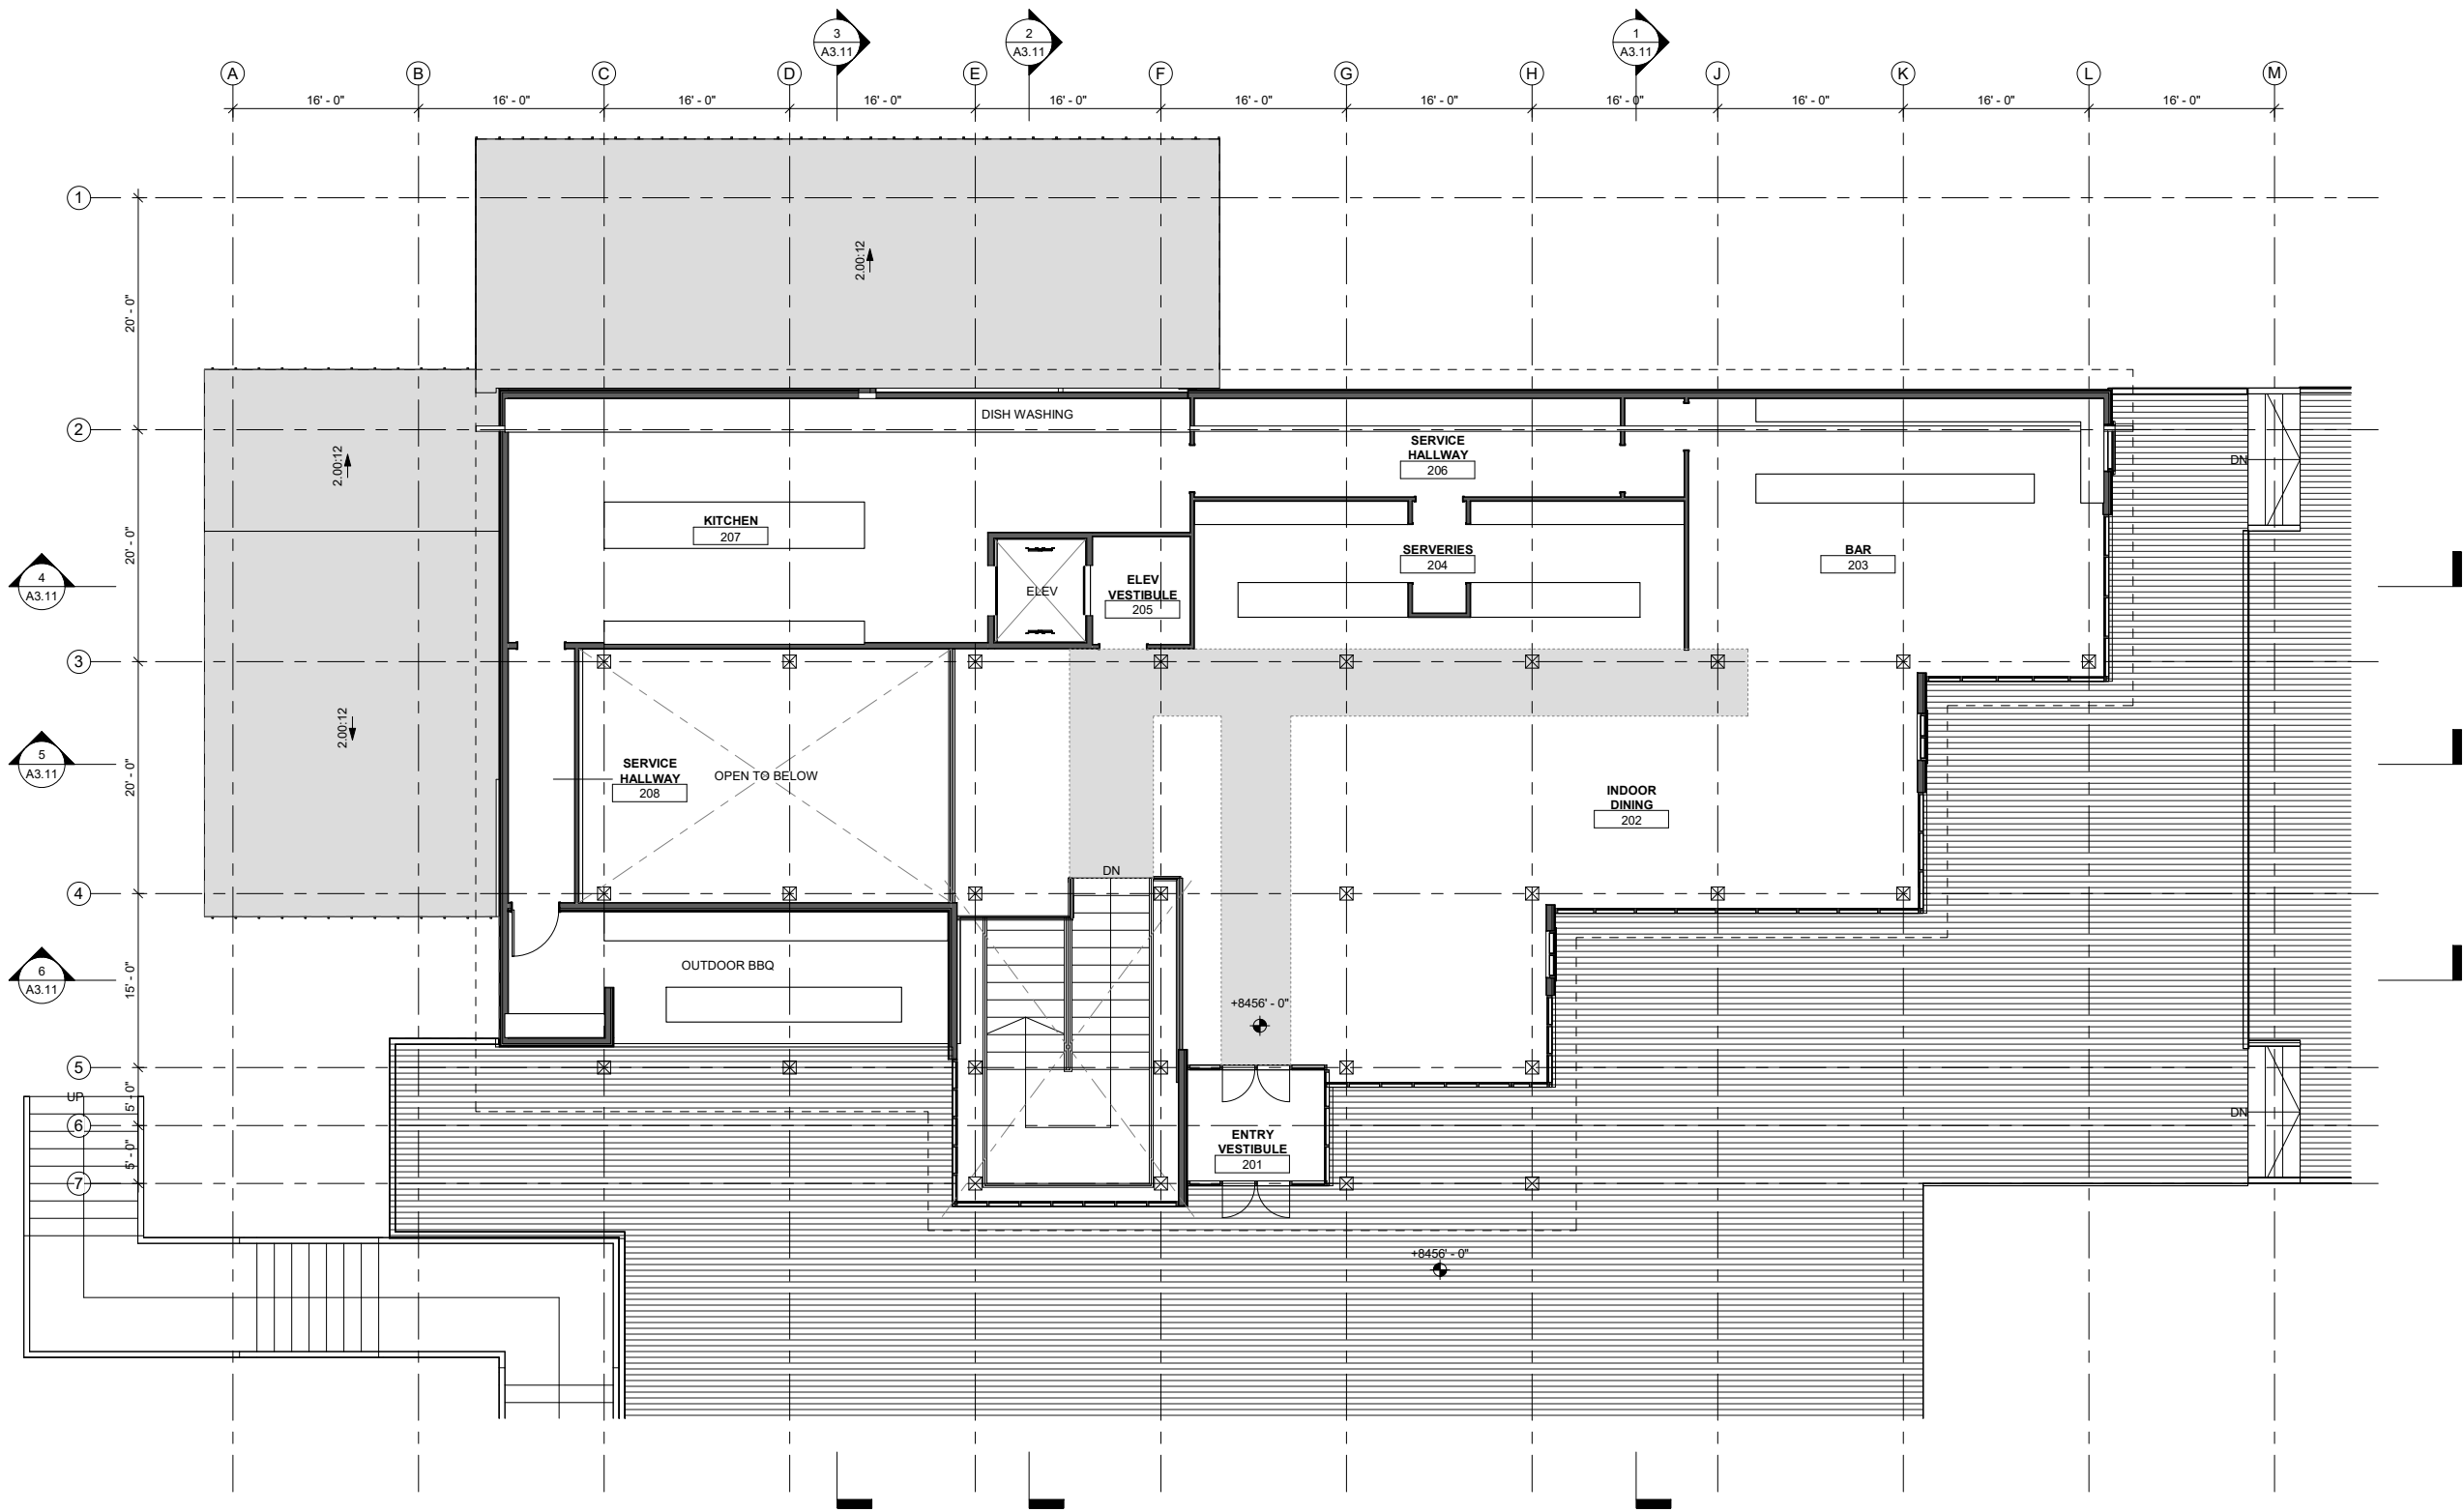 3
A3.11
2
A3.11
1
A3.11
A
B
C
D
E
F
G
H
J
K
L
M
16' - 0"
16' - 0"
16' - 0"
16' - 0"
16' - 0"
16' - 0"
16' - 0"
16' - 0"
16' - 0"
16' - 0"
16' - 0"
1
2.00:12
20' - 0"
DISH WASHING
2
SERVICE
HALLWAY
206
DN
2.00:12
KITCHEN
207
20' - 0"
SERVERIES
204
BAR
203
4
A3.11
ELEV
ELEV
VESTIBULE
205
3
2.00:12
5
A3.11
SERVICE
HALLWAY
208
OPEN TO BELOW
20' - 0"
INDOOR
DINING
202
DN
4
OUTDOOR BBQ
6
A3.11
15' - 0"
+8456' - 0"
5
UP
5' - 0"
6
DN
ENTRY
VESTIBULE
201
5' - 0"
7
+8456' - 0"